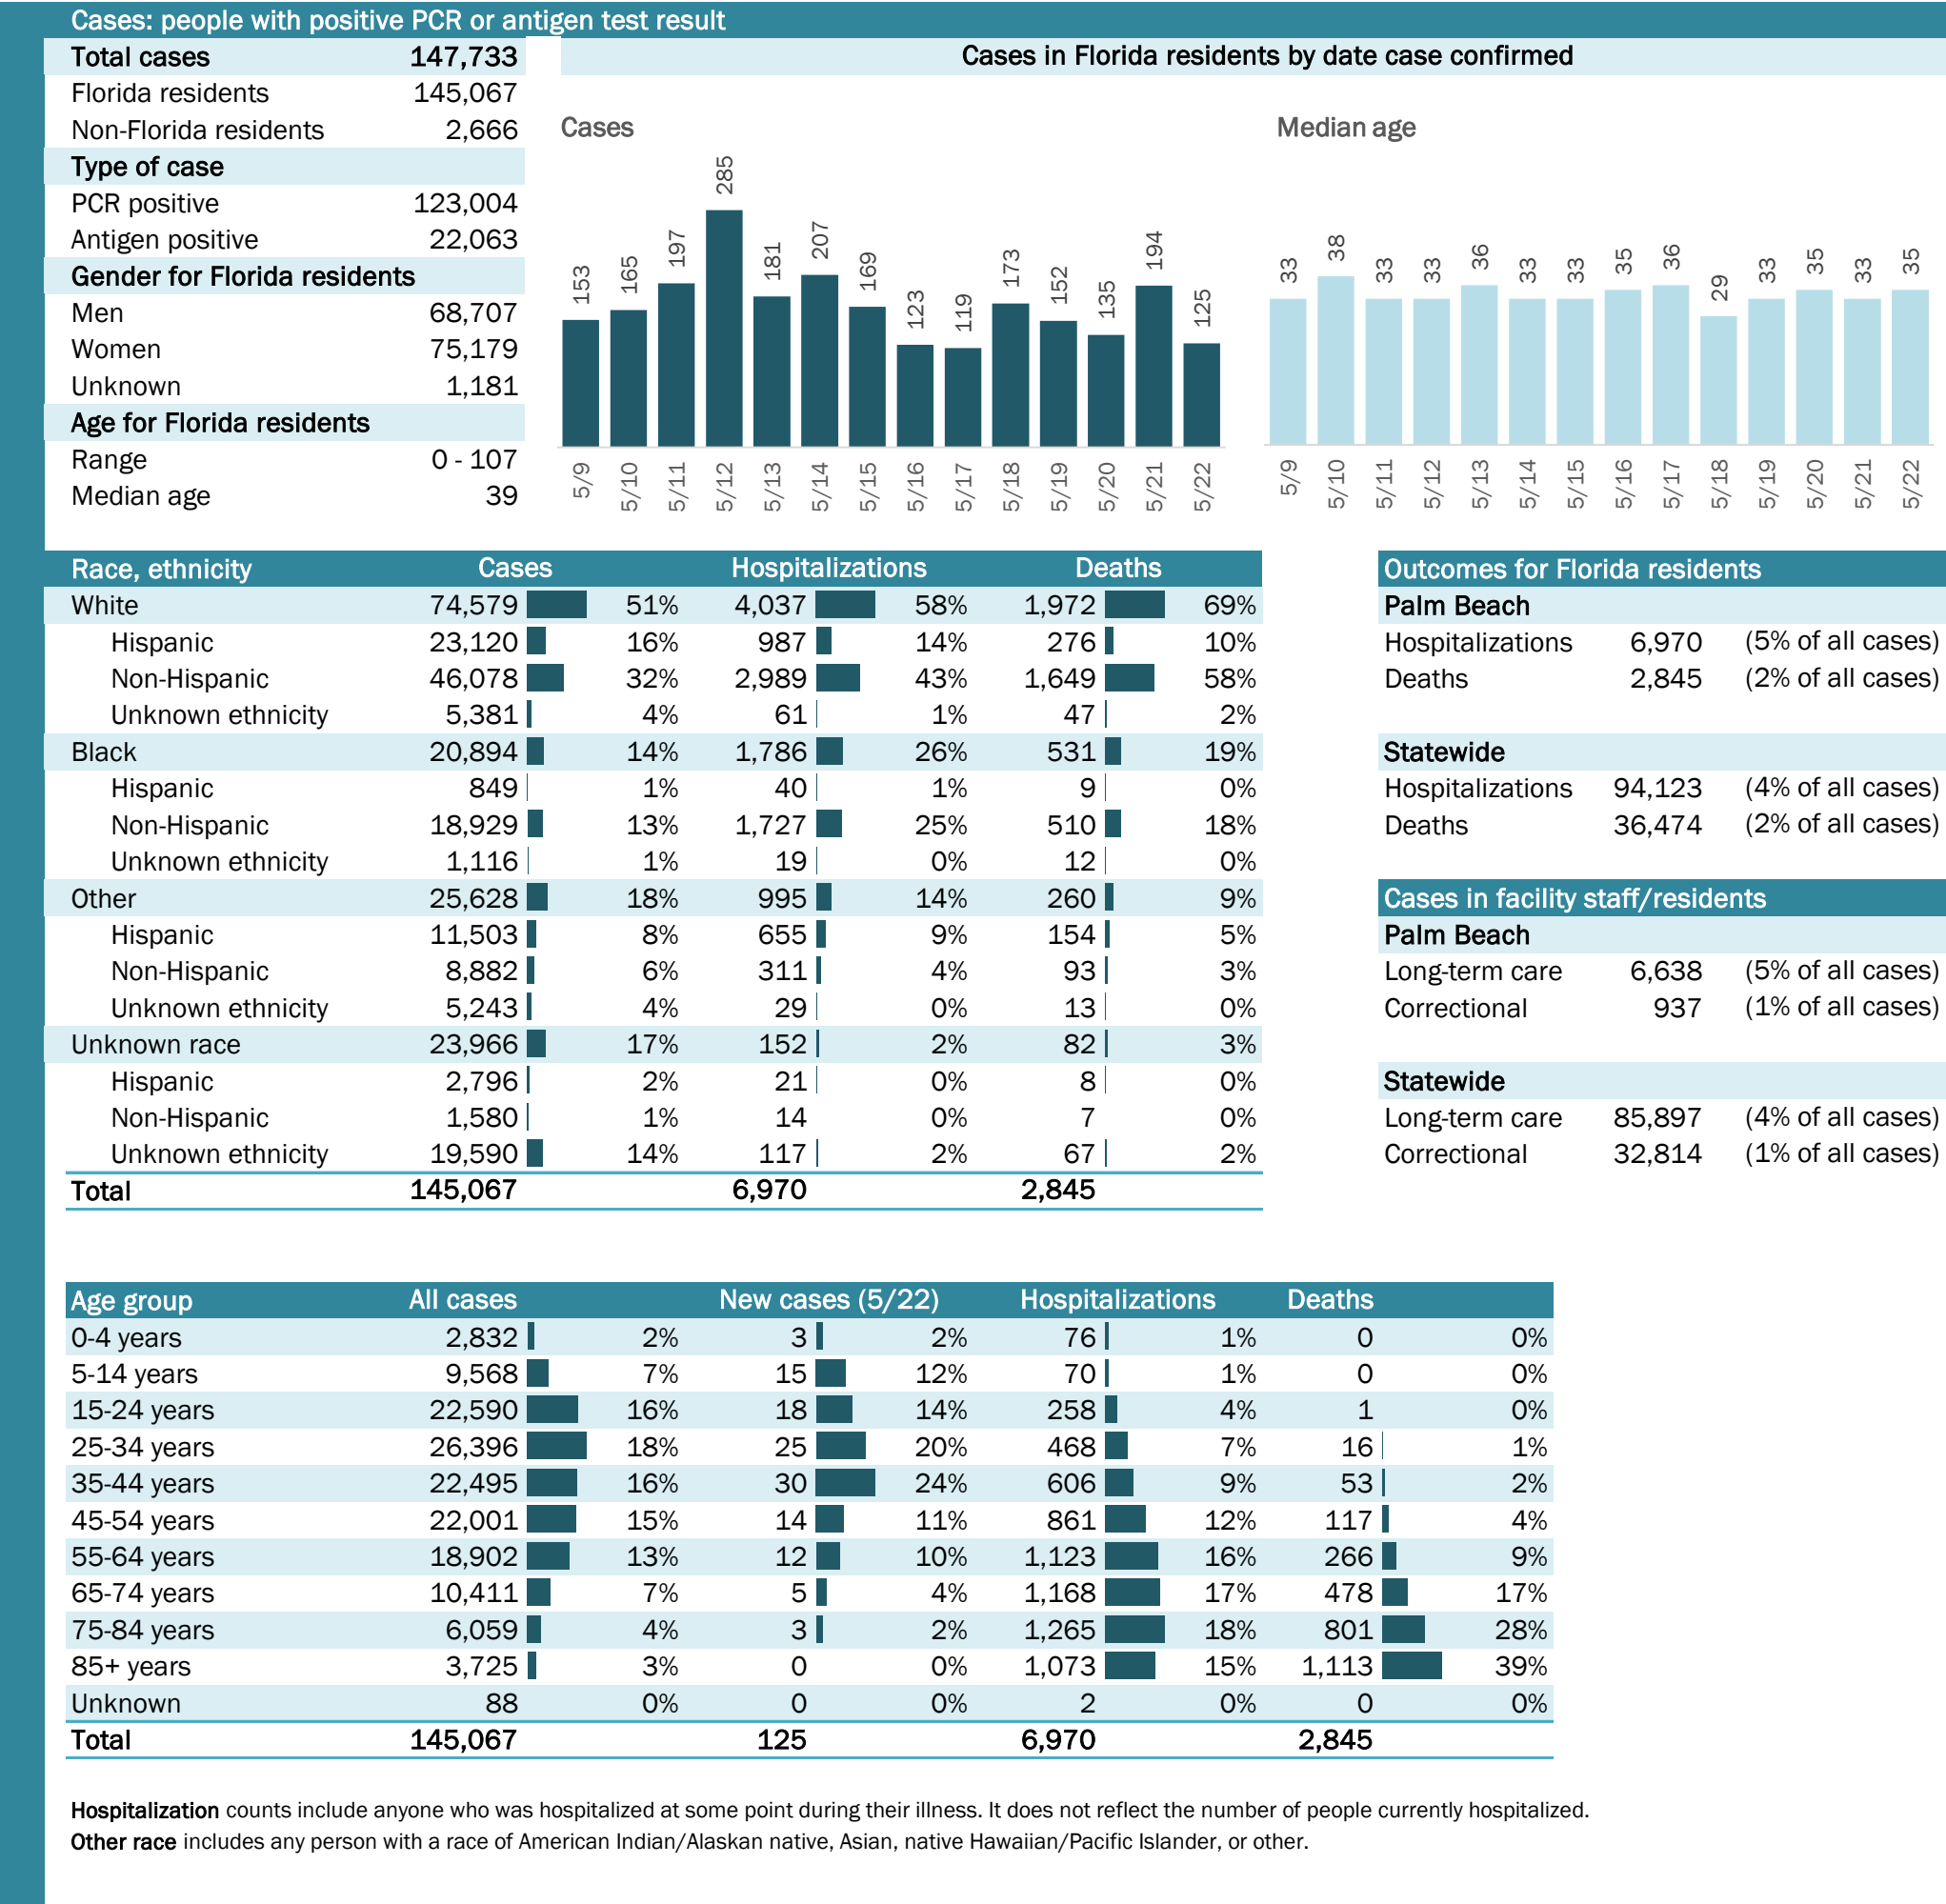 Cases: people with positive PCR or antigen test result
Total cases 147,733
Florida residents 145,067
Non-Florida residents 2,666
Type of case
PCR positive 123,004
Antigen positive 22,063
Gender for Florida residents
Men 68,707
Women 75,179
Unknown 1,181
Age for Florida residents
Range 0 - 107
Median age 39
Cases in Florida residents by date case confirmed
Cases
153 165 197 285 181 207 169 123 119 173 152 135 194 125
5/9 5/10 5/11 5/12 5/13 5/14 5/15 5/16 5/17 5/18 5/19 5/20 5/21 5/22
Median age
33 38 33 33 36 33 33 35 36 29 33 35 33 35
5/9 5/10 5/11 5/12 5/13 5/14 5/15 5/16 5/17 5/18 5/19 5/20 5/21 5/22
Race, ethnicity Cases Hospitalizations Deaths
White 74,579 51% 4,037 58% 1,972 69%
Hispanic 23,120 16% 987 14% 276 10%
Non-Hispanic 46,078 32% 2,989 43% 1,649 58%
Unknown ethnicity 5,381 4% 61 1% 47 2%
Black 20,894 14% 1,786 26% 531 19%
Hispanic 849 1% 40 1% 9 0%
Non-Hispanic 18,929 13% 1,727 25% 510 18%
Unknown ethnicity 1,116 1% 19 0% 12 0%
Other 25,628 18% 995 14% 260 9%
Hispanic 11,503 8% 655 9% 154 5%
Non-Hispanic 8,882 6% 311 4% 93 3%
Unknown ethnicity 5,243 4% 29 0% 13 0%
Unknown race 23,966 17% 152 2% 82 3%
Hispanic 2,796 2% 21 0% 8 0%
Non-Hispanic 1,580 1% 14 0% 7 0%
Unknown ethnicity 19,590 14% 117 2% 67 2%
Total 145,067 6,970 2,845
Outcomes for Florida residents
Palm Beach
Hospitalizations 6,970 (5% of all cases)
Deaths 2,845 (2% of all cases)
Statewide
Hospitalizations 94,123 (4% of all cases)
Deaths 36,474 (2% of all cases)
Cases in facility staff/residents
Palm Beach
Long-term care 6,638 (5% of all cases)
Correctional 937 (1% of all cases)
Statewide
Long-term care 85,897 (4% of all cases)
Correctional 32,814 (1% of all cases)
Age group All cases New cases (5/22) Hospitalizations Deaths
0-4 years 2,832 2% 3 2% 76 1% 0 0%
5-14 years 9,568 7% 15 12% 70 1% 0 0%
15-24 years 22,590 16% 18 14% 258 4% 1 0%
25-34 years 26,396 18% 25 20% 468 7% 16 1%
35-44 years 22,495 16% 30 24% 606 9% 53 2%
45-54 years 22,001 15% 14 11% 861 12% 117 4%
55-64 years 18,902 13% 12 10% 1,123 16% 266 9%
65-74 years 10,411 7% 5 4% 1,168 17% 478 17%
75-84 years 6,059 4% 3 2% 1,265 18% 801 28%
85+ years 3,725 3% 0 0% 1,073 15% 1,113 39%
Unknown 88 0% 0 0% 2 0% 0 0%
Total 145,067 125 6,970 2,845
Hospitalization counts include anyone who was hospitalized at some point during their illness. It does not reflect the number of people currently hospitalized.
Other race includes any person with a race of American Indian/Alaskan native, Asian, native Hawaiian/Pacific Islander, or other.